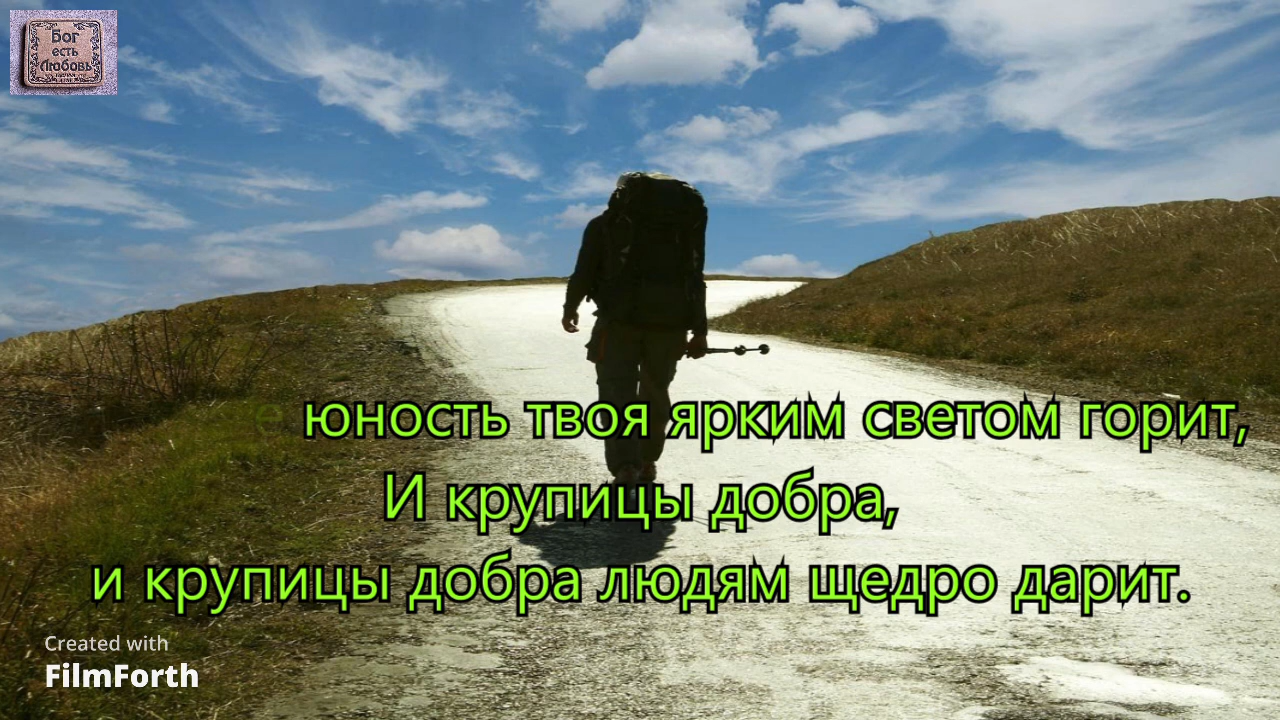 Бог
есть
Любовь
юность твоя ярким светом горит,
И крупицы добра,
и крупицы добра людям щедро дарит.
Created with
FilmForth